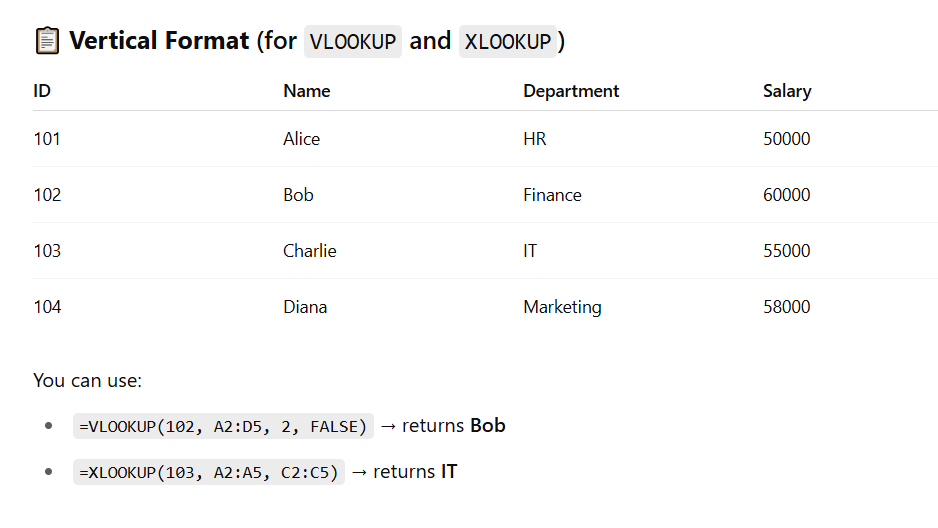 📋 Vertical Format (for VLOOKUP and XLOOKUP)
ID Name Department Salary
101 Alice HR 50000
102 Bob Finance 60000
103 Charlie IT 55000
104 Diana Marketing 58000
You can use:
• =VLOOKUP(102, A2:D5, 2, FALSE) → returns Bob
• =XLOOKUP(103, A2:A5, C2:C5) → returns IT